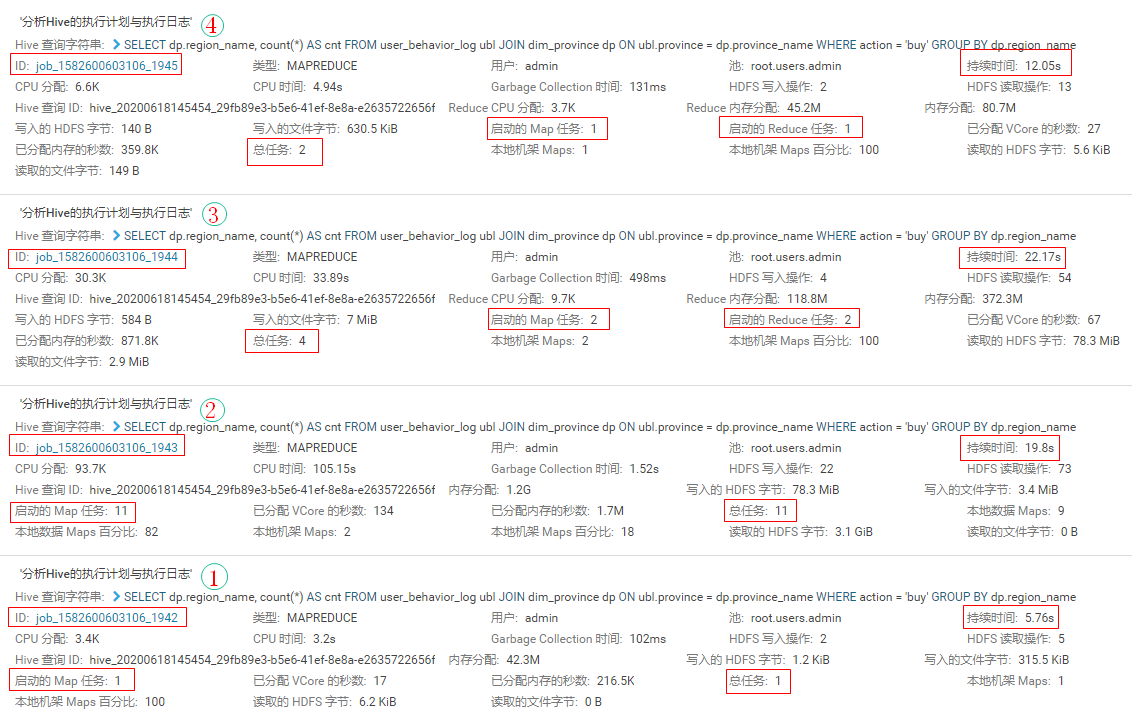 '分析Hive的执行计划与执行日志' ④
Hive 查询字符串: ❯ SELECT dp.region_name, count(*) AS cnt FROM user_behavior_log ubl JOIN dim_province dp ON ubl.province = dp.province_name WHERE action = 'buy' GROUP BY dp.region_name
ID: job_1582600603106_1945 类型: MAPREDUCE 用户: admin 池: root.users.admin 持续时间: 12.05s
CPU 分配: 6.6K CPU 时间: 4.94s Garbage Collection 时间: 131ms HDFS 写入操作: 2 HDFS 读取操作: 13
Hive 查询 ID: hive_20200618145454_29fb89e3-b5e6-41ef-8e8a-e2635722656f Reduce CPU 分配: 3.7K Reduce 内存分配: 45.2M 内存分配: 80.7M
写入的 HDFS 字节: 140 B 写入的文件字节: 630.5 KiB 启动的 Map 任务: 1 启动的 Reduce 任务: 1 已分配 VCore 的秒数: 27
已分配内存的秒数: 359.8K 总任务: 2 本地机架 Maps: 1 本地机架 Maps 百分比: 100 读取的 HDFS 字节: 5.6 KiB
读取的文件字节: 149 B
'分析Hive的执行计划与执行日志' ③
Hive 查询字符串: ❯ SELECT dp.region_name, count(*) AS cnt FROM user_behavior_log ubl JOIN dim_province dp ON ubl.province = dp.province_name WHERE action = 'buy' GROUP BY dp.region_name
ID: job_1582600603106_1944 类型: MAPREDUCE 用户: admin 池: root.users.admin 持续时间: 22.17s
CPU 分配: 30.3K CPU 时间: 33.89s Garbage Collection 时间: 498ms HDFS 写入操作: 4 HDFS 读取操作: 54
Hive 查询 ID: hive_20200618145454_29fb89e3-b5e6-41ef-8e8a-e2635722656f Reduce CPU 分配: 9.7K Reduce 内存分配: 118.8M 内存分配: 372.3M
写入的 HDFS 字节: 584 B 写入的文件字节: 7 MiB 启动的 Map 任务: 2 启动的 Reduce 任务: 2 已分配 VCore 的秒数: 67
已分配内存的秒数: 871.8K 总任务: 4 本地机架 Maps: 2 本地机架 Maps 百分比: 100 读取的 HDFS 字节: 78.3 MiB
读取的文件字节: 2.9 MiB
'分析Hive的执行计划与执行日志' ②
Hive 查询字符串: ❯ SELECT dp.region_name, count(*) AS cnt FROM user_behavior_log ubl JOIN dim_province dp ON ubl.province = dp.province_name WHERE action = 'buy' GROUP BY dp.region_name
ID: job_1582600603106_1943 类型: MAPREDUCE 用户: admin 池: root.users.admin 持续时间: 19.8s
CPU 分配: 93.7K CPU 时间: 105.15s Garbage Collection 时间: 1.52s HDFS 写入操作: 22 HDFS 读取操作: 73
Hive 查询 ID: hive_20200618145454_29fb89e3-b5e6-41ef-8e8a-e2635722656f 内存分配: 1.2G 写入的 HDFS 字节: 78.3 MiB 写入的文件字节: 3.4 MiB
启动的 Map 任务: 11 已分配 VCore 的秒数: 134 已分配内存的秒数: 1.7M 总任务: 11 本地数据 Maps: 9
本地数据 Maps 百分比: 82 本地机架 Maps: 2 本地机架 Maps 百分比: 18 读取的 HDFS 字节: 3.1 GiB 读取的文件字节: 0 B
'分析Hive的执行计划与执行日志' ①
Hive 查询字符串: ❯ SELECT dp.region_name, count(*) AS cnt FROM user_behavior_log ubl JOIN dim_province dp ON ubl.province = dp.province_name WHERE action = 'buy' GROUP BY dp.region_name
ID: job_1582600603106_1942 类型: MAPREDUCE 用户: admin 池: root.users.admin 持续时间: 5.76s
CPU 分配: 3.4K CPU 时间: 3.2s Garbage Collection 时间: 102ms HDFS 写入操作: 2 HDFS 读取操作: 5
Hive 查询 ID: hive_20200618145454_29fb89e3-b5e6-41ef-8e8a-e2635722656f 内存分配: 42.3M 写入的 HDFS 字节: 1.2 KiB 写入的文件字节: 315.5 KiB
启动的 Map 任务: 1 已分配 VCore 的秒数: 17 已分配内存的秒数: 216.5K 总任务: 1 本地机架 Maps: 1
本地机架 Maps 百分比: 100 读取的 HDFS 字节: 6.2 KiB 读取的文件字节: 0 B